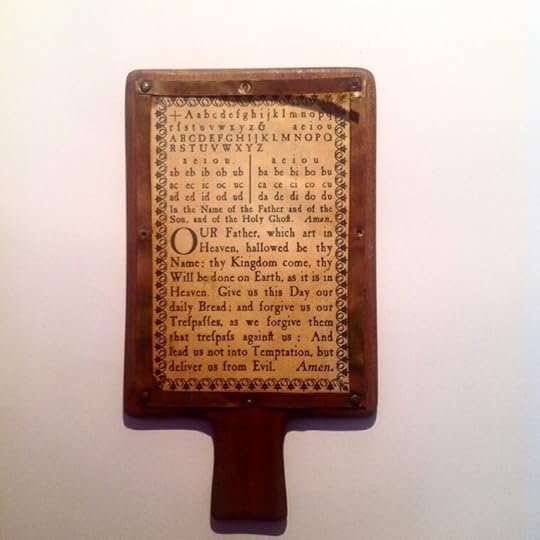 + A a b c d e f g h i j k l m n o p q
r ſ s t u v w x y z & a e i o u
A B C D E F G H I J K L M N O P Q
R S T U V W X Y Z
a e i o u. a e i o u
ab eb ib ob ub ba be bi bo bu
ac ec ic oc uc ca ce ci co cu
ad ed id od ud da de di do du
In the Name of the Father and of the
Son, and of the Holy Ghoſt. Amen.
OUR Father, which art in
Heaven, hallowed be thy
Name; thy Kingdom come, thy
Will be done on Earth, as it is in
Heaven. Give us this Day our
daily Bread; and forgive us our
Treſpaſſes, as we forgive them
that treſpaſs againſt us; And
lead us not into Temptation, but
deliver us from Evil. Amen.